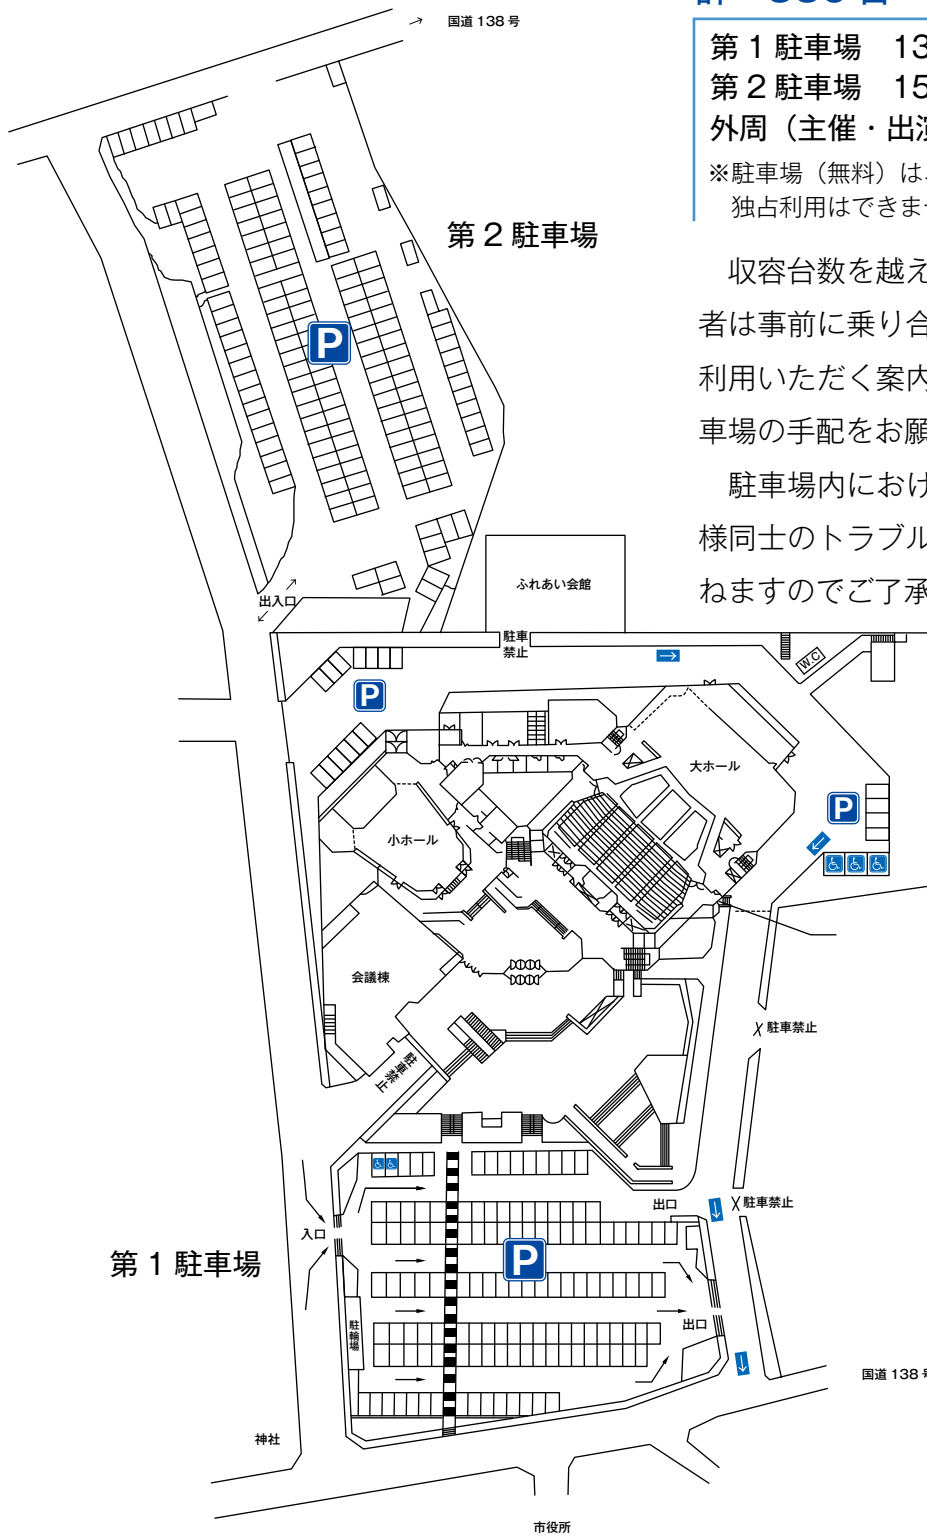 国道 138 号
第 1 駐車場 13
第 2 駐車場 15
外周（主催・出演
※駐車場（無料）は、
独占利用はできませ
第 2 駐車場
P
収容台数を越え
者は事前に乗り合
利用いただく案内
車場の手配をお願
駐車場内におけ
様同士のトラブル
ねますのでご了承
ふれあい会館
出入口
駐車
禁止
W.C
P
大ホール
P
小ホール
会議棟
駐車禁止
駐車禁止
出口
駐車禁止
入口
第 1 駐車場
P
駐輪場
出口
国道 138 号
神社
市役所